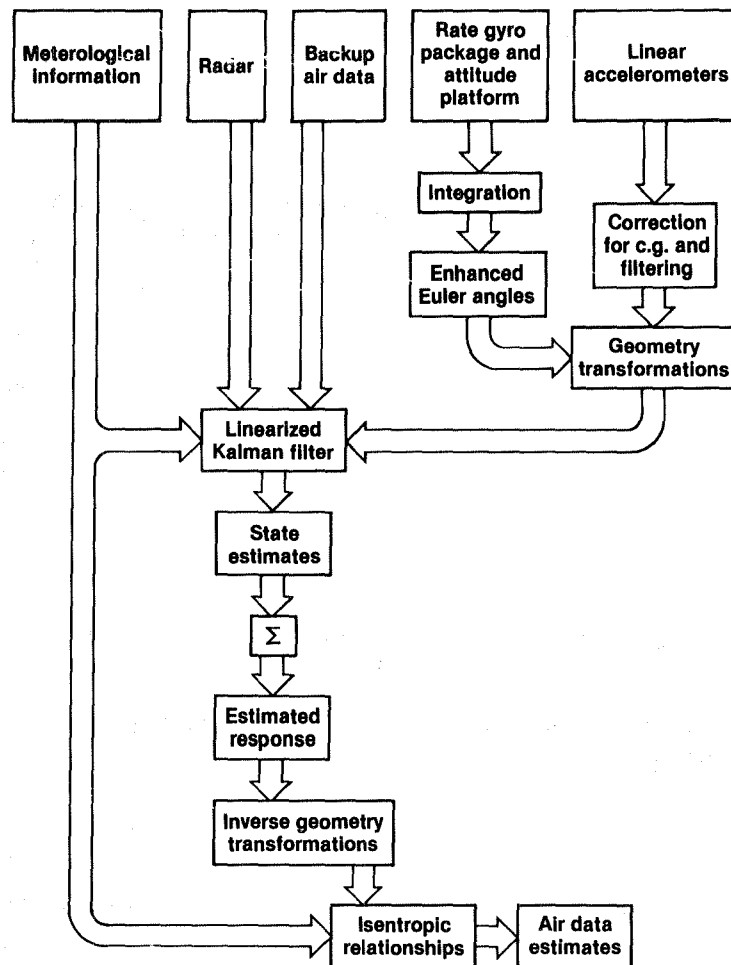 Meterological
information
Radar
Backup
air data
Rate gyro
package and
attitude
platform
Linear
accelerometers
Integration
Correction
for c.g. and
filtering
Enhanced
Euler angles
Geometry
transformations
Linearized
Kalman filter
State
estimates
Σ
Estimated
response
Inverse geometry
transformations
Isentropic
relationships
Air data
estimates